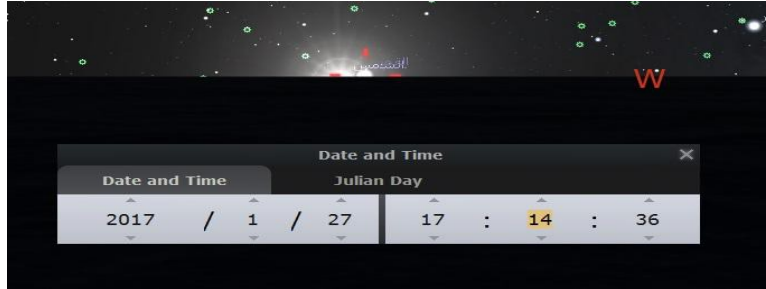 الشمس
W
Date and Time
Date and Time Julian Day
2017 / 1 / 27 17 : 14 : 36